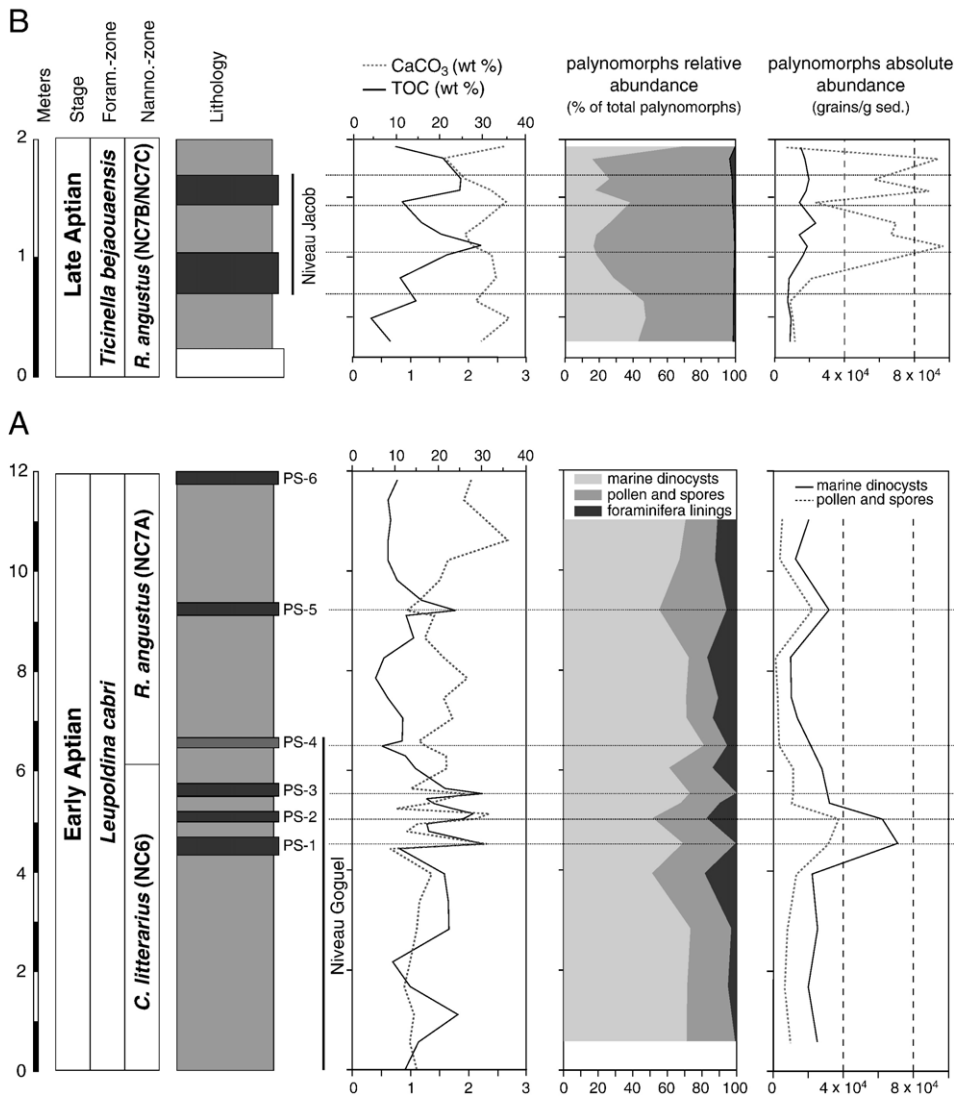 B
Meters
Stage
Foram.-zone
Nanno.-zone
Lithology
CaCO₃ (wt %)
TOC (wt %)
palynomorphs relative
abundance
(% of total palynomorphs)
palynomorphs absolute
abundance
(grains/g sed.)
0 10 20 30 40
2
1
0
Late Aptian
Ticinella bejaouaensis
R. angustus (NC7B/NC7C)
Niveau Jacob
0 1 2 3
0 20 40 60 80 100
4 x 10⁴ 8 x 10⁴
A
0 10 20 30 40
12
10
8
6
4
2
0
Early Aptian
Leupoldina cabri
R. angustus (NC7A)
C. litterarius (NC6)
PS-6
PS-5
PS-4
PS-3
PS-2
PS-1
Niveau Goguel
marine dinocysts
pollen and spores
foraminifera linings
marine dinocysts
pollen and spores
0 1 2 3
0 20 40 60 80 100
4 x 10⁴ 8 x 10⁴